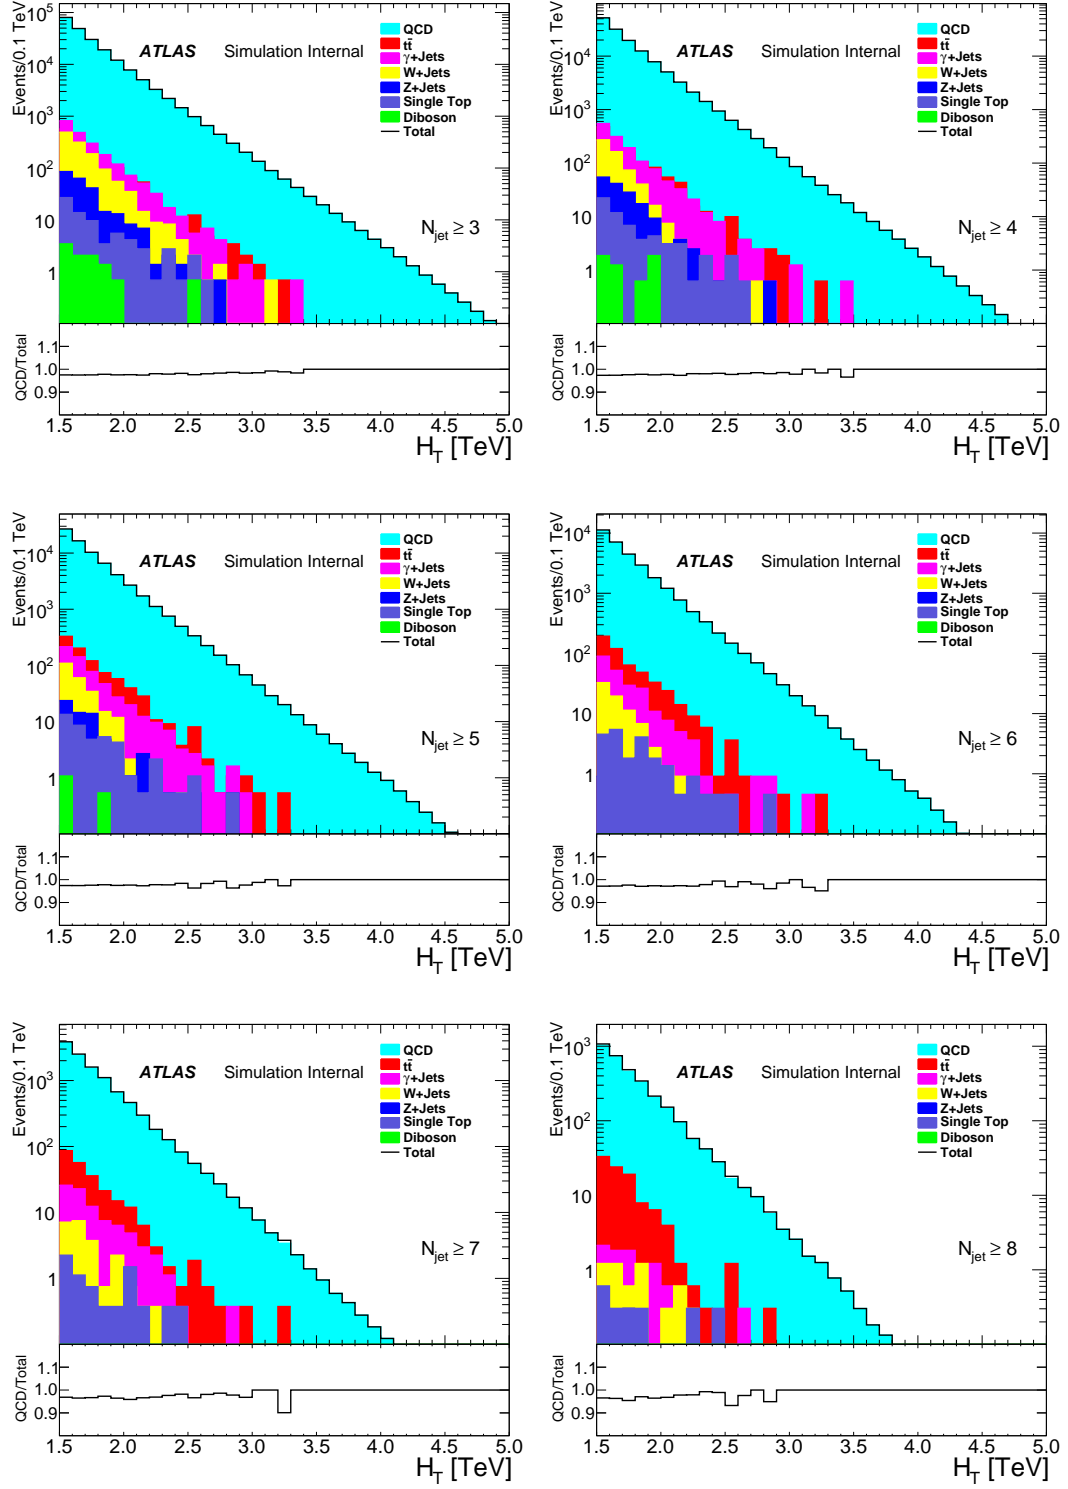 Events/0.1 TeV
10^5
10^4
10^3
10^2
10
1
ATLAS Simulation Internal
QCD
tt̄
γ+Jets
W+Jets
Z+Jets
Single Top
Diboson
Total
N_jet ≥ 3
QCD/Total
1.1
1.0
0.9
1.5 2.0 2.5 3.0 3.5 4.0 4.5 5.0
H_T [TeV]
Events/0.1 TeV
10^4
10^3
10^2
10
1
ATLAS Simulation Internal
QCD
tt̄
γ+Jets
W+Jets
Z+Jets
Single Top
Diboson
Total
N_jet ≥ 4
QCD/Total
1.1
1.0
0.9
1.5 2.0 2.5 3.0 3.5 4.0 4.5 5.0
H_T [TeV]
Events/0.1 TeV
10^4
10^3
10^2
10
1
ATLAS Simulation Internal
QCD
tt̄
γ+Jets
W+Jets
Z+Jets
Single Top
Diboson
Total
N_jet ≥ 5
QCD/Total
1.1
1.0
0.9
1.5 2.0 2.5 3.0 3.5 4.0 4.5 5.0
H_T [TeV]
Events/0.1 TeV
10^4
10^3
10^2
10
1
ATLAS Simulation Internal
QCD
tt̄
γ+Jets
W+Jets
Z+Jets
Single Top
Diboson
Total
N_jet ≥ 6
QCD/Total
1.1
1.0
0.9
1.5 2.0 2.5 3.0 3.5 4.0 4.5 5.0
H_T [TeV]
Events/0.1 TeV
10^3
10^2
10
1
ATLAS Simulation Internal
QCD
tt̄
γ+Jets
W+Jets
Z+Jets
Single Top
Diboson
Total
N_jet ≥ 7
QCD/Total
1.1
1.0
0.9
1.5 2.0 2.5 3.0 3.5 4.0 4.5 5.0
H_T [TeV]
Events/0.1 TeV
10^3
10^2
10
1
ATLAS Simulation Internal
QCD
tt̄
γ+Jets
W+Jets
Z+Jets
Single Top
Diboson
Total
N_jet ≥ 8
QCD/Total
1.1
1.0
0.9
1.5 2.0 2.5 3.0 3.5 4.0 4.5 5.0
H_T [TeV]